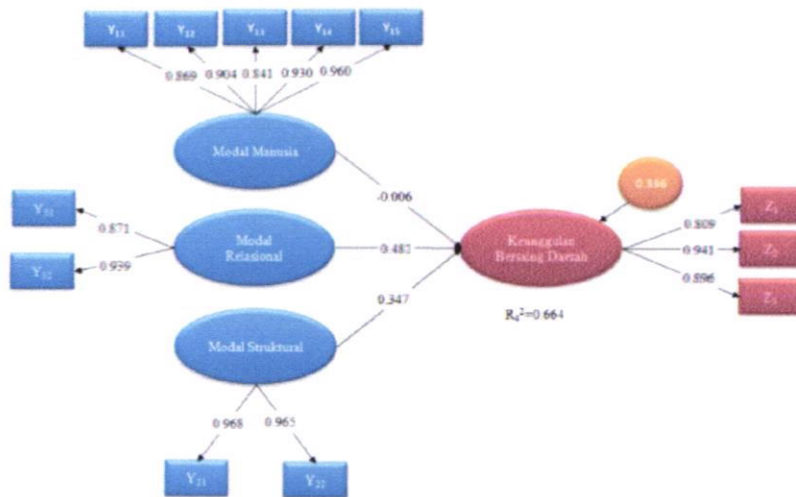 Y₁₁ Y₁₂ Y₁₃ Y₁₄ Y₁₅
0.869 0.904 0.841 0.930 0.960
Modal Manusia
-0.006
0.336
Y₃₁
0.871
Y₃₂
0.939
Modal
Relasional
0.482
Keunggulan
Bersaing Daerah
0.809
Z₁
0.941
Z₂
0.896
Z₃
R₄²=0.664
0.347
Modal Struktural
0.968 0.965
Y₂₁ Y₂₂